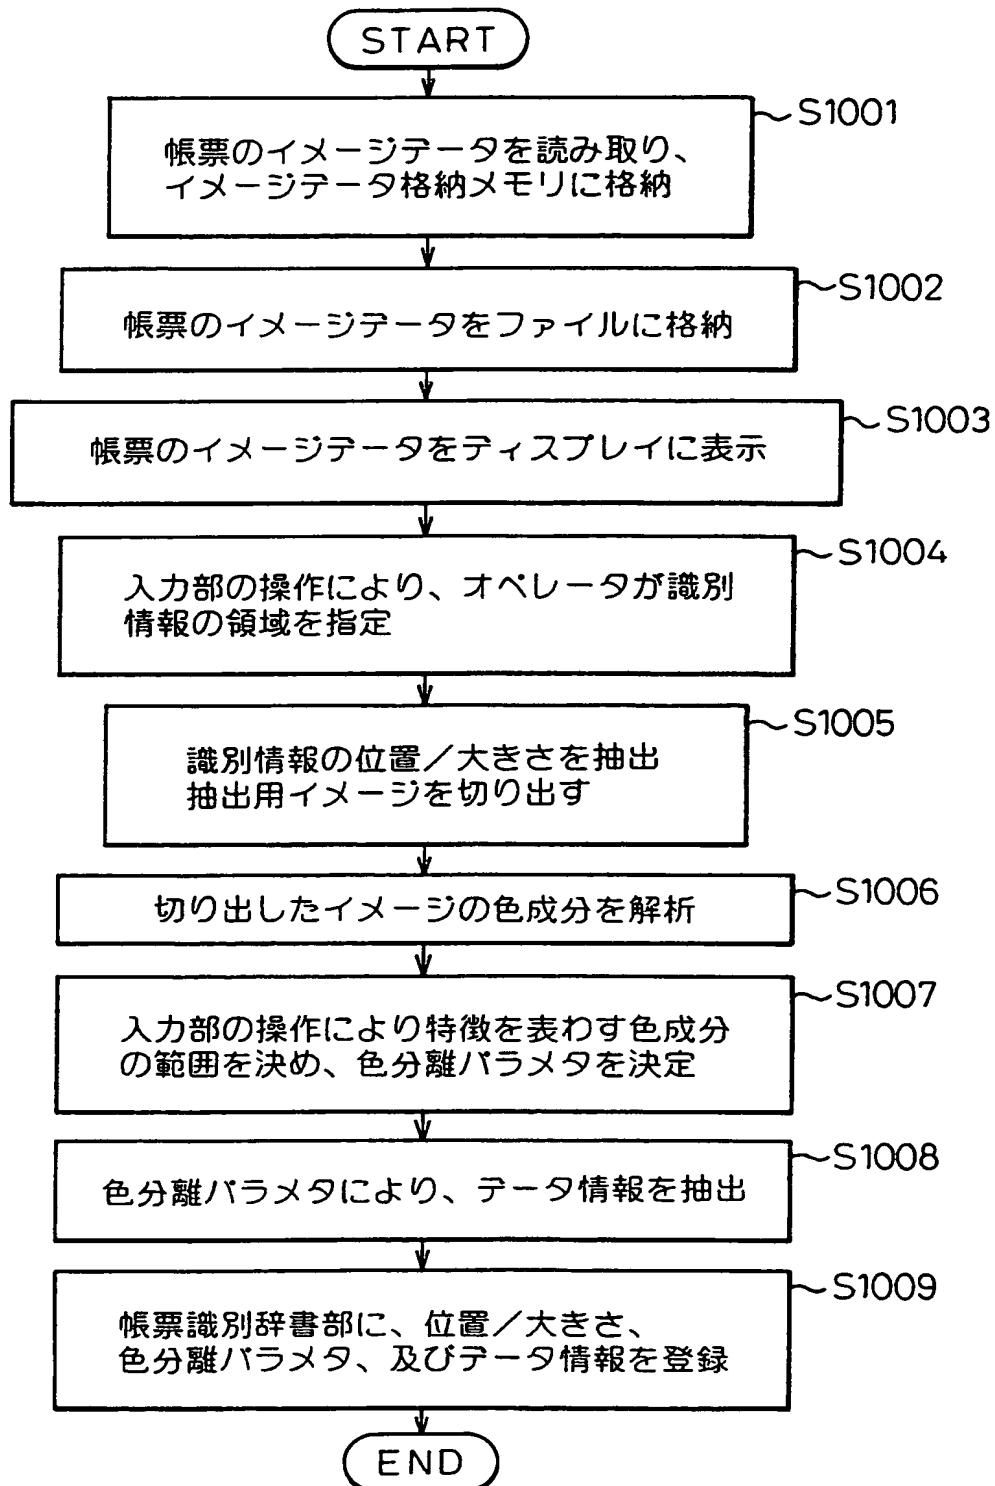 START
S1001
帳票のイメージデータを読み取り、
イメージデータ格納メモリに格納
S1002
帳票のイメージデータをファイルに格納
S1003
帳票のイメージデータをディスプレイに表示
S1004
入力部の操作により、オペレータが識別
情報の領域を指定
S1005
識別情報の位置／大きさを抽出
抽出用イメージを切り出す
S1006
切り出したイメージの色成分を解析
S1007
入力部の操作により特徴を表わす色成分
の範囲を決め、色分離パラメタを決定
S1008
色分離パラメタにより、データ情報を抽出
S1009
帳票識別辞書部に、位置／大きさ、
色分離パラメタ、及びデータ情報を登録
END